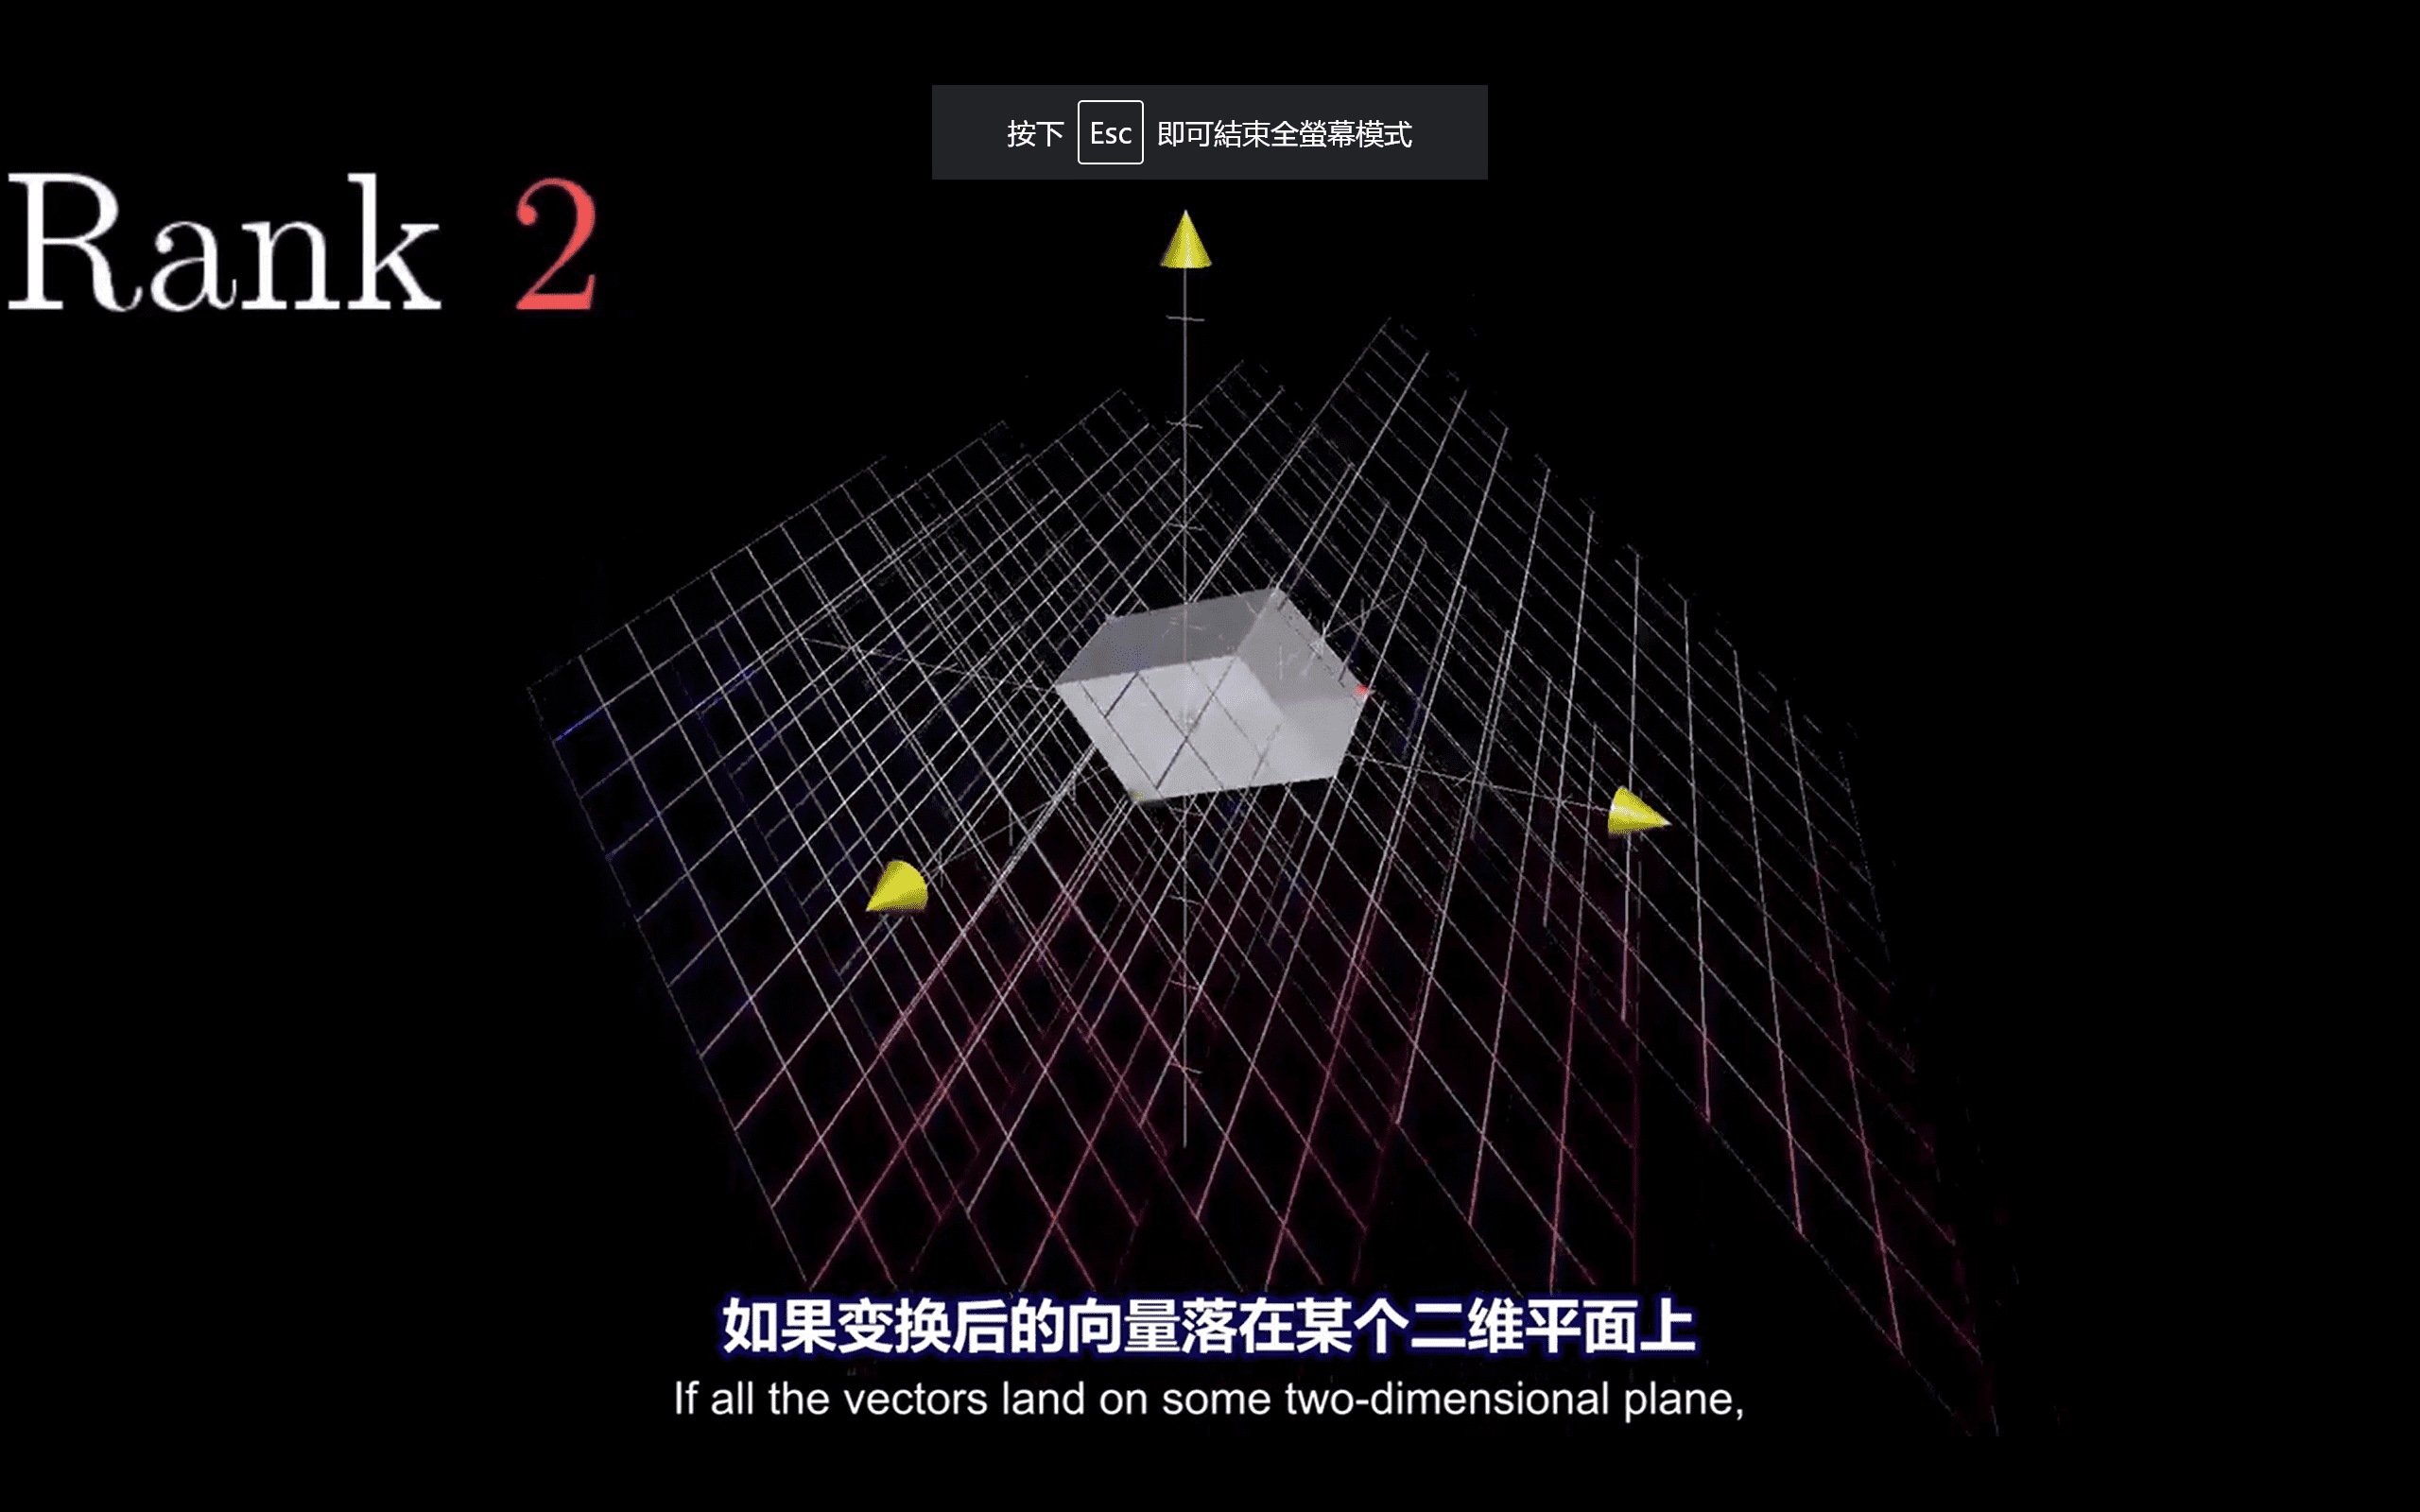 按下 Esc 即可結束全螢幕模式
Rank 2
如果变换后的向量落在某个二维平面上
If all the vectors land on some two-dimensional plane,